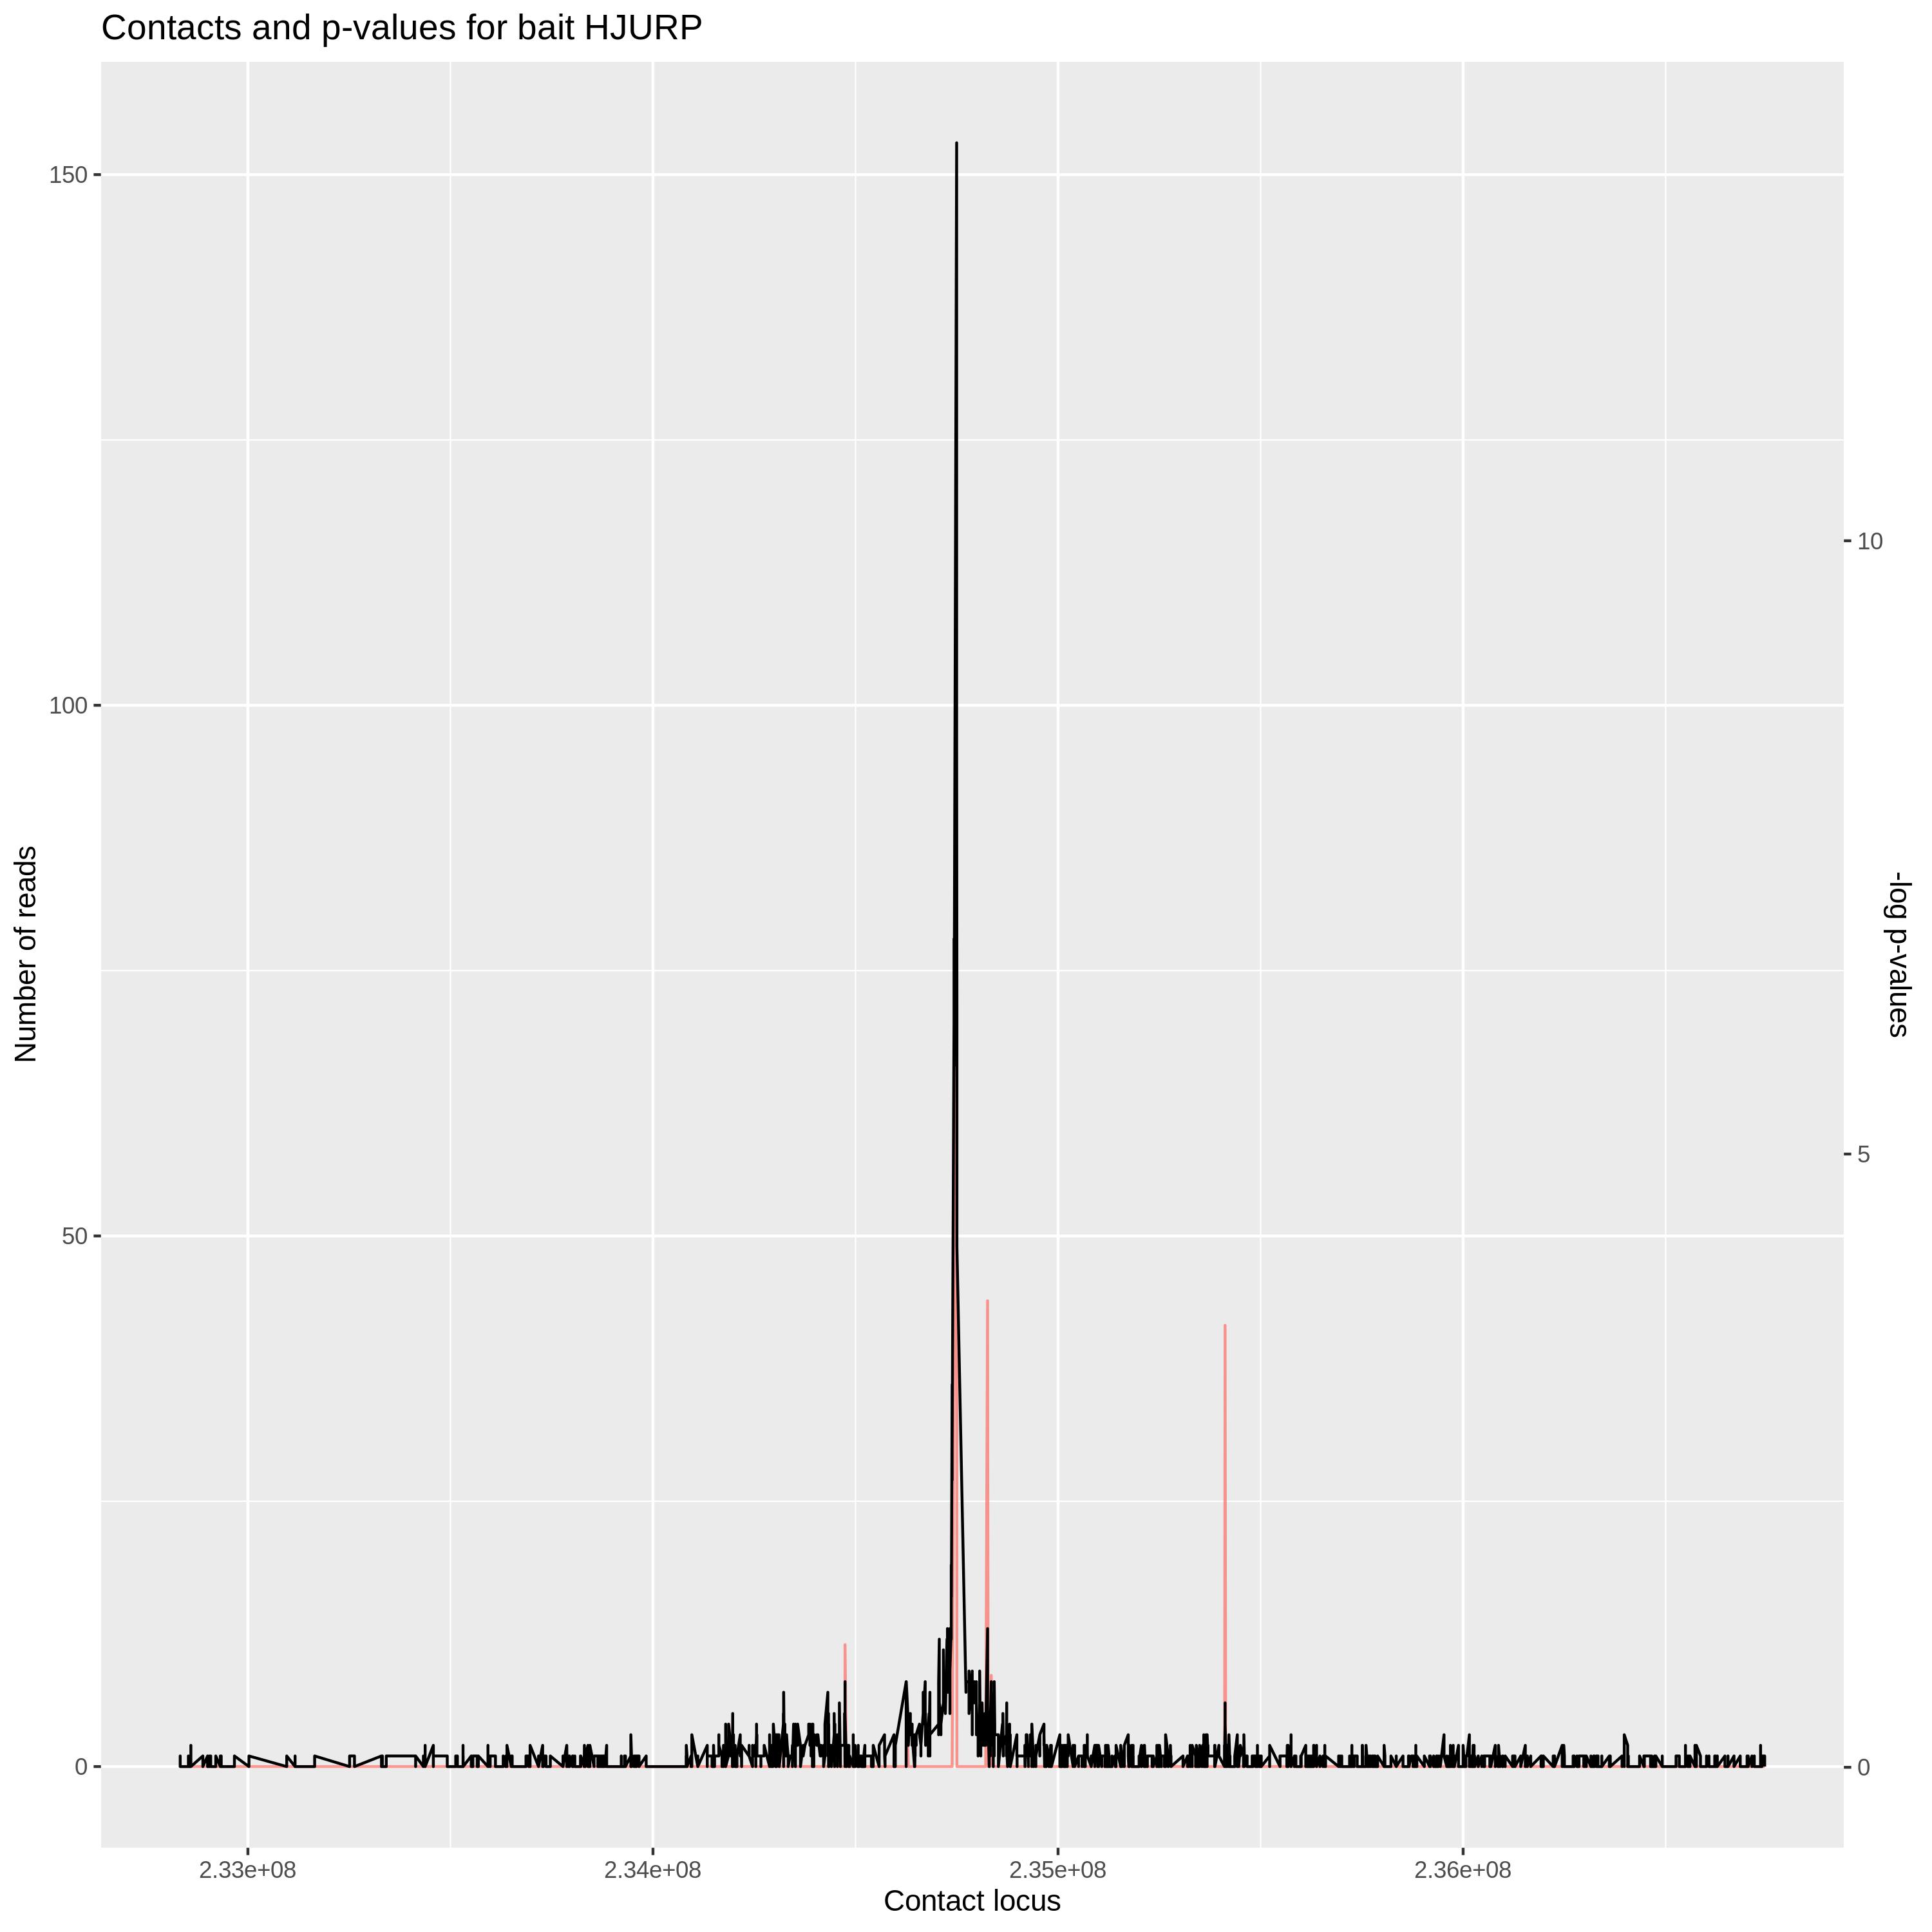 Contacts and p-values for bait HJURP
150
100
50
0
10
5
0
Number of reads
-log p-values
2.33e+08
2.34e+08
2.35e+08
2.36e+08
Contact locus